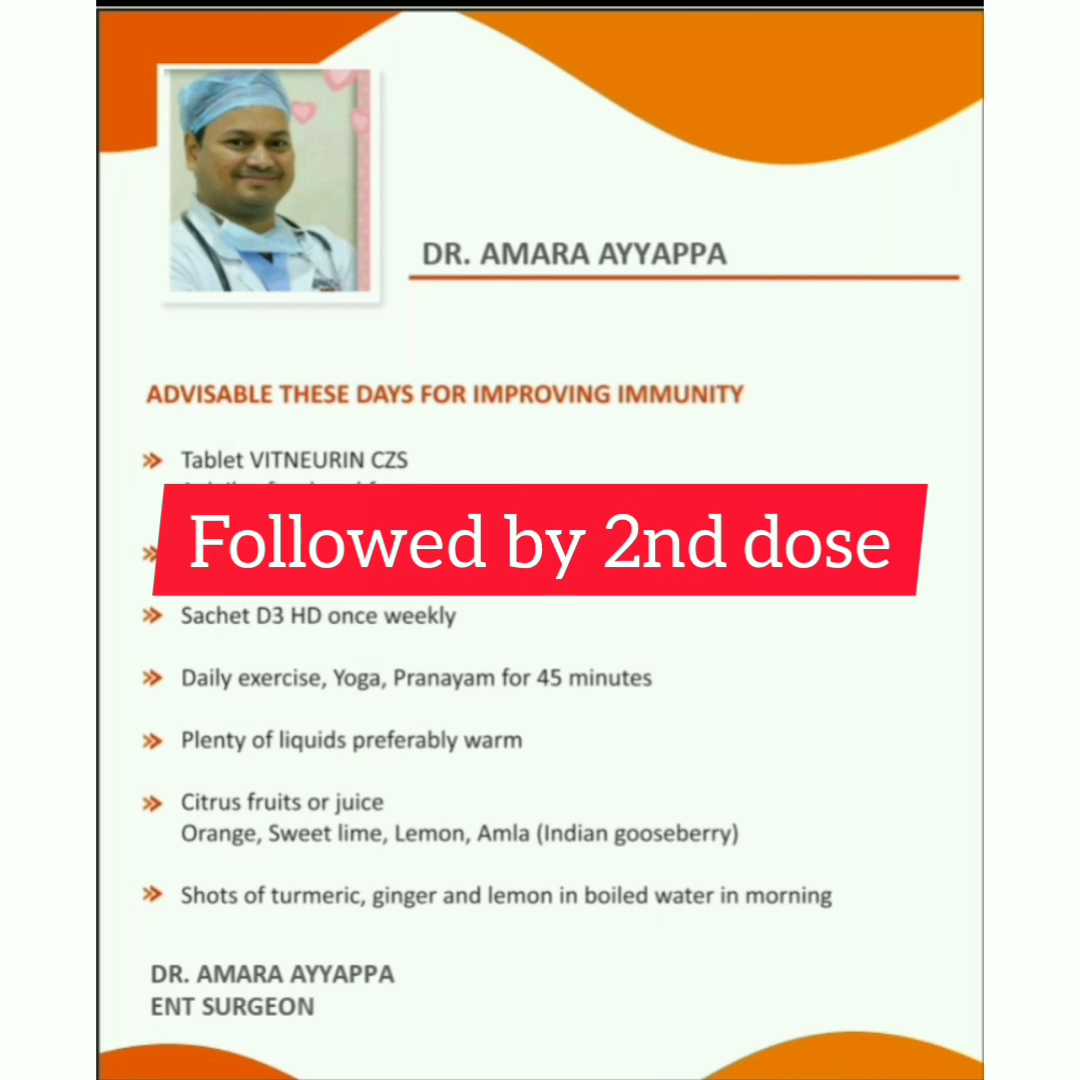 DR. AMARA AYYAPPA
ADVISABLE THESE DAYS FOR IMPROVING IMMUNITY
Tablet VITNEURIN CZS
Followed by 2nd dose
Sachet D3 HD once weekly
Daily exercise, Yoga, Pranayam for 45 minutes
Plenty of liquids preferably warm
Citrus fruits or juice
Orange, Sweet lime, Lemon, Amla (Indian gooseberry)
Shots of turmeric, ginger and lemon in boiled water in morning
DR. AMARA AYYAPPA
ENT SURGEON